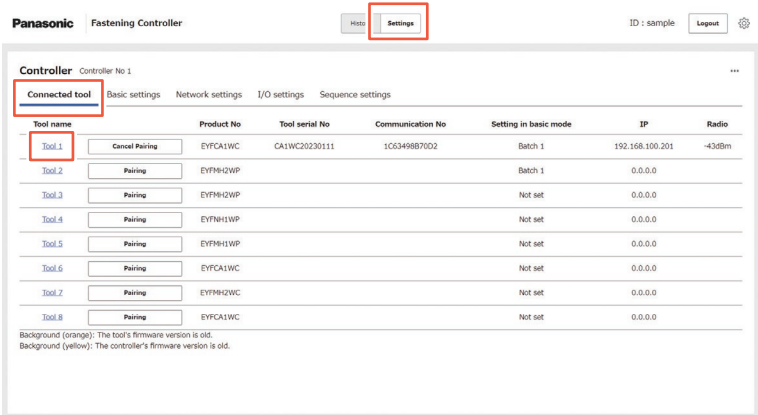 Panasonic Fastening Controller Settings ID : sample Logout
Controller Controller No 1 ...
Connected tool Basic settings Network settings I/O settings Sequence settings
Tool name Product No Tool serial No Communication No Setting in basic mode IP Radio
Tool 1 Cancel Pairing EYFCA1WC CA1WC20230111 1C63498B70D2 Batch 1 192.168.100.201 -43dBm
Tool 2 Pairing EYFMH2WP Batch 1 0.0.0.0
Tool 3 Pairing EYFMH2WP Not set 0.0.0.0
Tool 4 Pairing EYFNH1WP Not set 0.0.0.0
Tool 5 Pairing EYFMH1WP Not set 0.0.0.0
Tool 6 Pairing EYFCA1WC Not set 0.0.0.0
Tool 7 Pairing EYFMH2WC Not set 0.0.0.0
Tool 8 Pairing EYFCA1WC Not set 0.0.0.0
Background (orange): The tool's firmware version is old.
Background (yellow): The controller's firmware version is old.